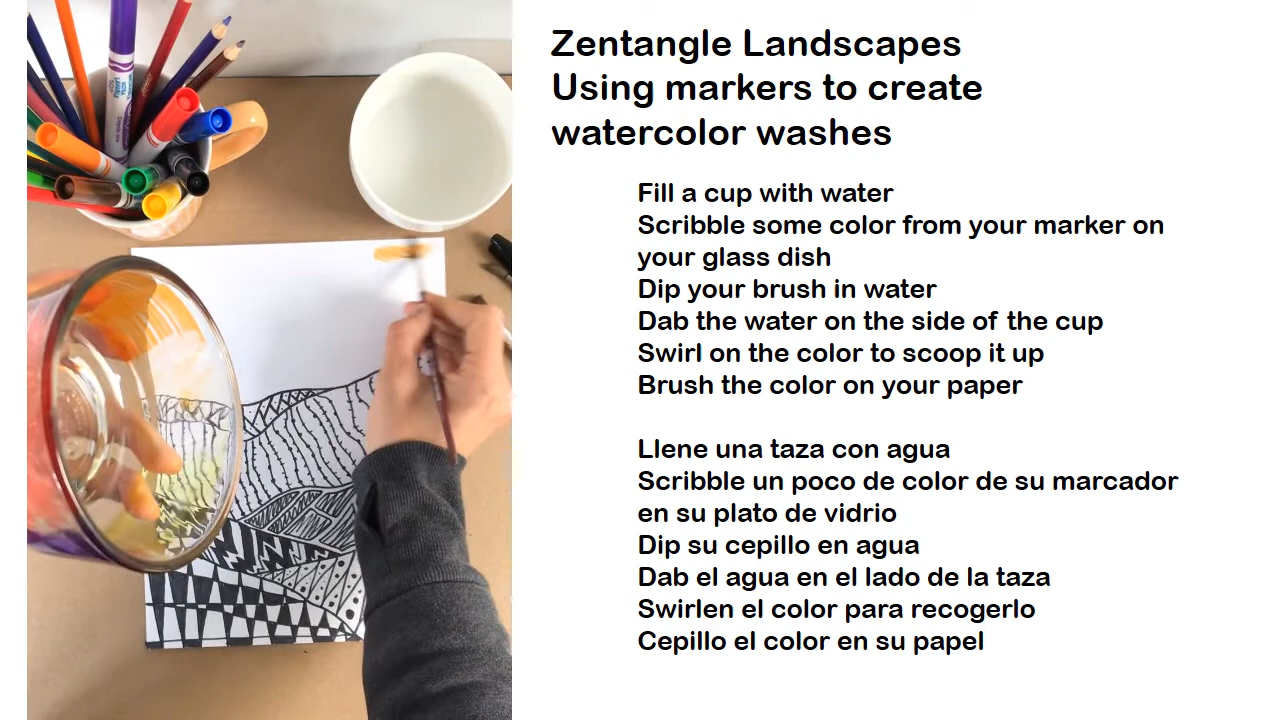 Zentangle Landscapes
Using markers to create
watercolor washes
Fill a cup with water
Scribble some color from your marker on
your glass dish
Dip your brush in water
Dab the water on the side of the cup
Swirl on the color to scoop it up
Brush the color on your paper
Llene una taza con agua
Scribble un poco de color de su marcador
en su plato de vidrio
Dip su cepillo en agua
Dab el agua en el lado de la taza
Swirlen el color para recogerlo
Cepillo el color en su papel